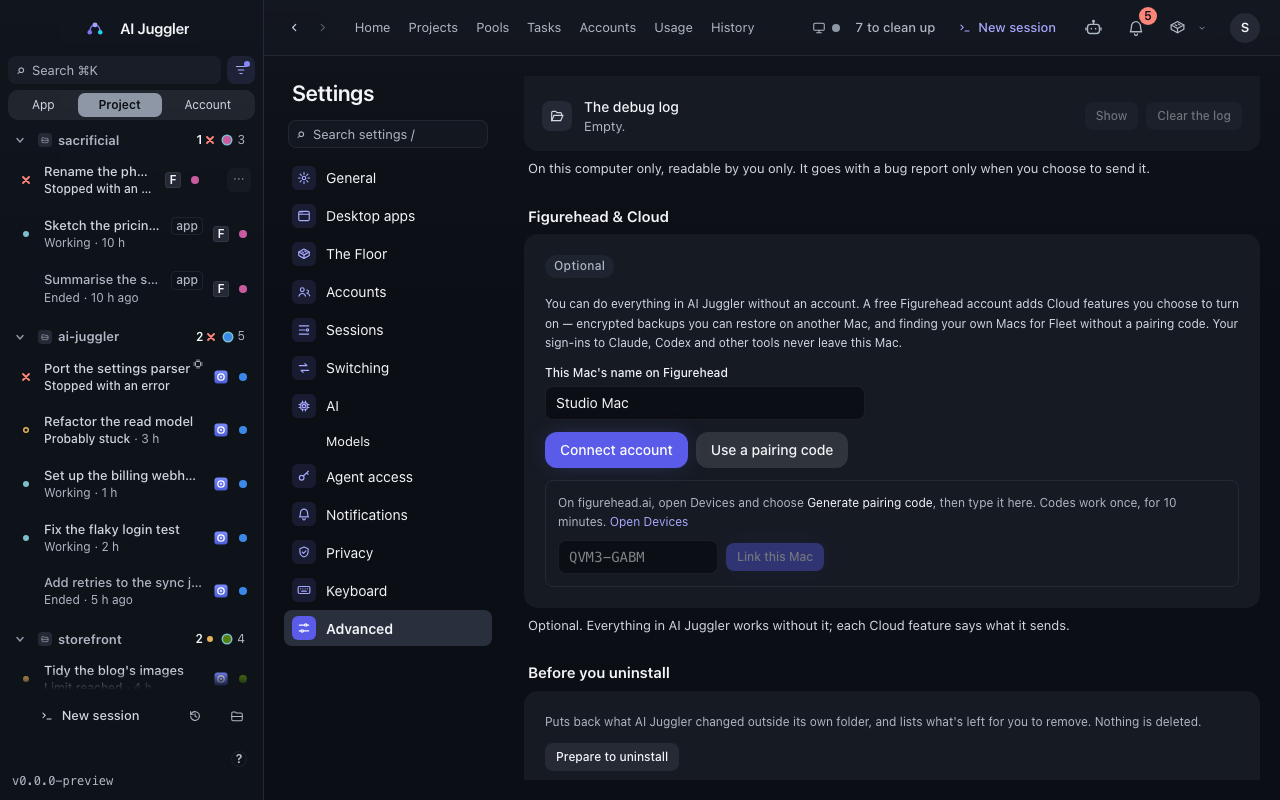 AI Juggler
Search ⌘K
App
Project
Account
sacrificial
1
3
Rename the ph...
Stopped with an ...
F
Sketch the pricin...
app
Working · 10 h
F
Summarise the s...
app
Ended · 10 h ago
F
ai-juggler
2
5
Port the settings parser
Stopped with an error
Refactor the read model
Probably stuck · 3 h
Set up the billing webh...
Working · 1 h
Fix the flaky login test
Working · 2 h
Add retries to the sync j...
Ended · 5 h ago
storefront
2
4
Tidy the blog's images
Limit reached · 4 h
New session
?
v0.0.0-preview
Home
Projects
Pools
Tasks
Accounts
Usage
History
7 to clean up
New session
5
S
Settings
Search settings /
General
Desktop apps
The Floor
Accounts
Sessions
Switching
AI
Models
Agent access
Notifications
Privacy
Keyboard
Advanced
The debug log
Empty.
Show
Clear the log
On this computer only, readable by you only. It goes with a bug report only when you choose to send it.
Figurehead & Cloud
Optional
You can do everything in AI Juggler without an account. A free Figurehead account adds Cloud features you choose to turn
on — encrypted backups you can restore on another Mac, and finding your own Macs for Fleet without a pairing code. Your
sign-ins to Claude, Codex and other tools never leave this Mac.
This Mac's name on Figurehead
Studio Mac
Connect account
Use a pairing code
On figurehead.ai, open Devices and choose Generate pairing code, then type it here. Codes work once, for 10
minutes. Open Devices
QVM3-GABM
Link this Mac
Optional. Everything in AI Juggler works without it; each Cloud feature says what it sends.
Before you uninstall
Puts back what AI Juggler changed outside its own folder, and lists what's left for you to remove. Nothing is deleted.
Prepare to uninstall